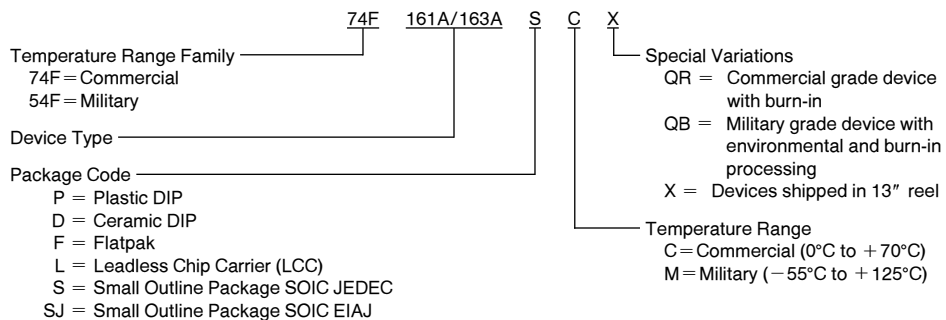 74F 161A/163A S C X
Temperature Range Family
74F = Commercial
54F = Military
Device Type
Package Code
P = Plastic DIP
D = Ceramic DIP
F = Flatpak
L = Leadless Chip Carrier (LCC)
S = Small Outline Package SOIC JEDEC
SJ = Small Outline Package SOIC EIAJ
Special Variations
QR = Commercial grade device
with burn-in
QB = Military grade device with
environmental and burn-in
processing
X = Devices shipped in 13″ reel
Temperature Range
C = Commercial (0°C to +70°C)
M = Military (−55°C to +125°C)